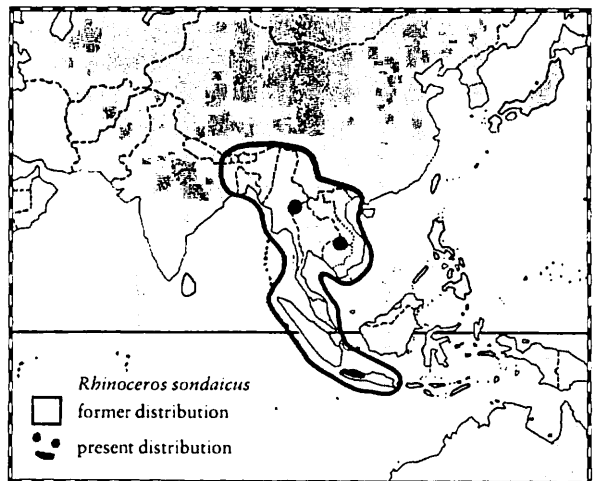 Rhinoceros sondaicus
former distribution
present distribution